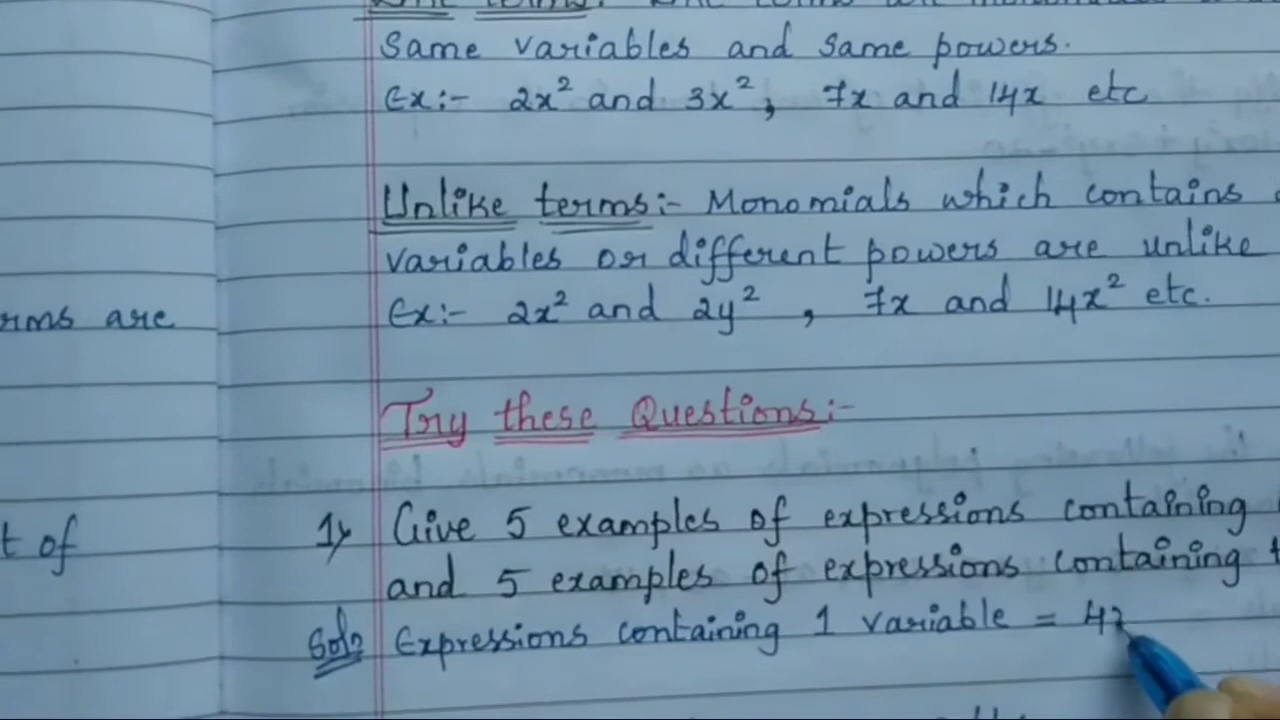 same variables and same powers.
Ex:- 2x² and 3x², 7x and 14x etc
Unlike terms:- Monomials which contains
variables or different powers are unlike
Ex:- 2x² and 2y², 7x and 14x² etc.
rms are
Try these Questions:-
t of
1) Give 5 examples of expressions containing
and 5 examples of expressions containing t
Sol: Expressions containing 1 variable = 4